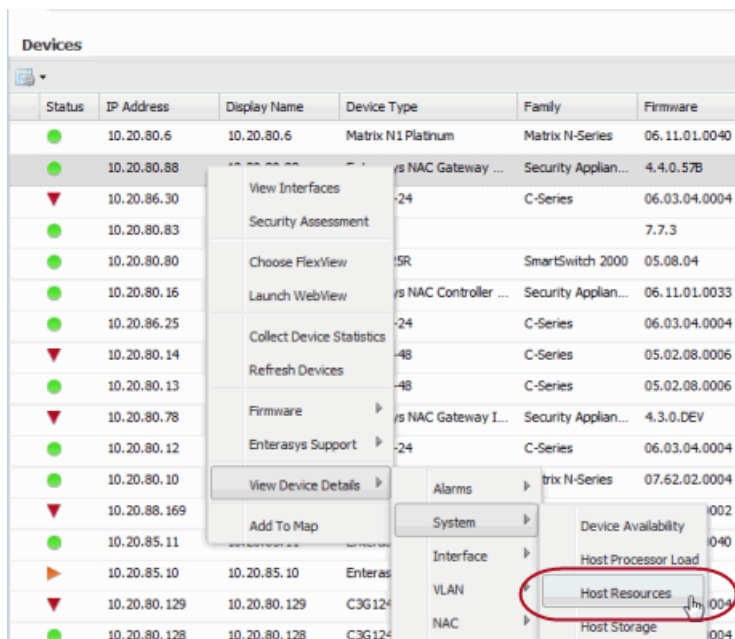 Devices
Status IP Address Display Name Device Type Family Firmware
10.20.80.6 10.20.80.6 Matrix N1 Platinum Matrix N-Series 06.11.01.0040
10.20.80.88 ys NAC Gateway ... Security Applian... 4.4.0.57B
View Interfaces
10.20.86.30 -24 C-Series 06.03.04.0004
Security Assessment
10.20.80.83 7.7.3
Choose FlexView
10.20.80.80 5R SmartSwitch 2000 05.08.04
Launch WebView
10.20.80.16 ys NAC Controller ... Security Applian... 06.11.01.0033
10.20.86.25 -24 C-Series 06.03.04.0004
Collect Device Statistics
10.20.80.14 -48 C-Series 05.02.08.0006
Refresh Devices
10.20.80.13 -48 C-Series 05.02.08.0006
Firmware
10.20.80.78 ys NAC Gateway I... Security Applian... 4.3.0.DEV
Enterasys Support
10.20.80.12 -24 C-Series 06.03.04.0004
10.20.80.10 trix N-Series 07.62.02.0004
View Device Details Alarms
10.20.88.169 002
Add To Map System Device Availability
10.20.85.11 040
Interface Host Processor Load
10.20.85.10 10.20.85.10 Enteras
VLAN Host Resources
10.20.80.129 10.20.80.129 C3G124 004
NAC Host Storage
10.20.80.128 10.20.80.128 C3G124 004